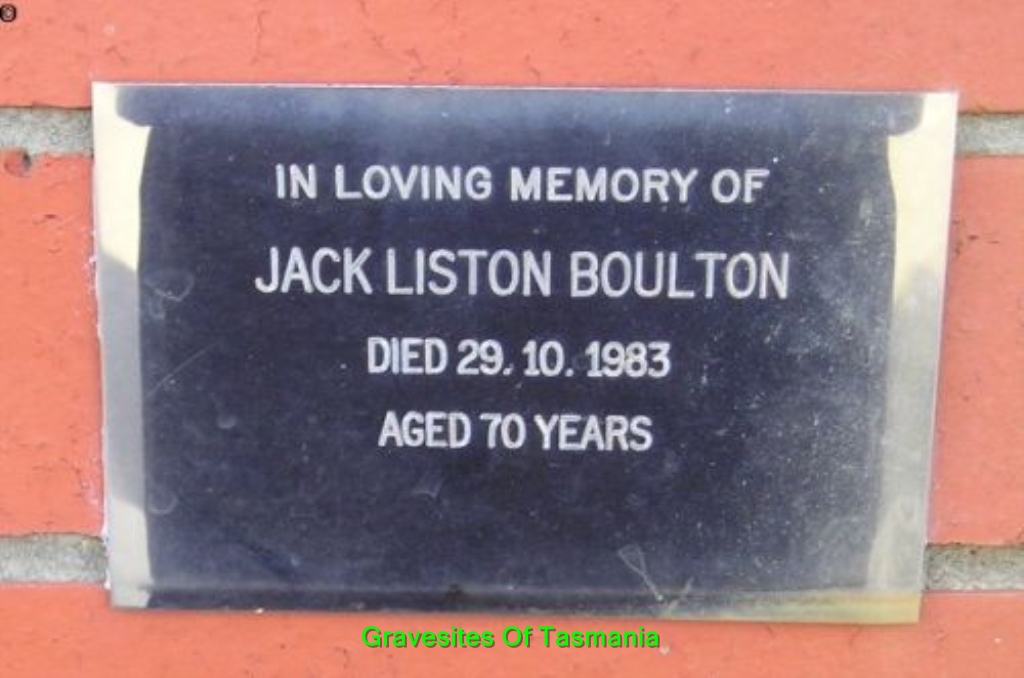 IN LOVING MEMORY OF
JACK LISTON BOULTON
DIED 29. 10. 1983
AGED 70 YEARS
Gravesites Of Tasmania